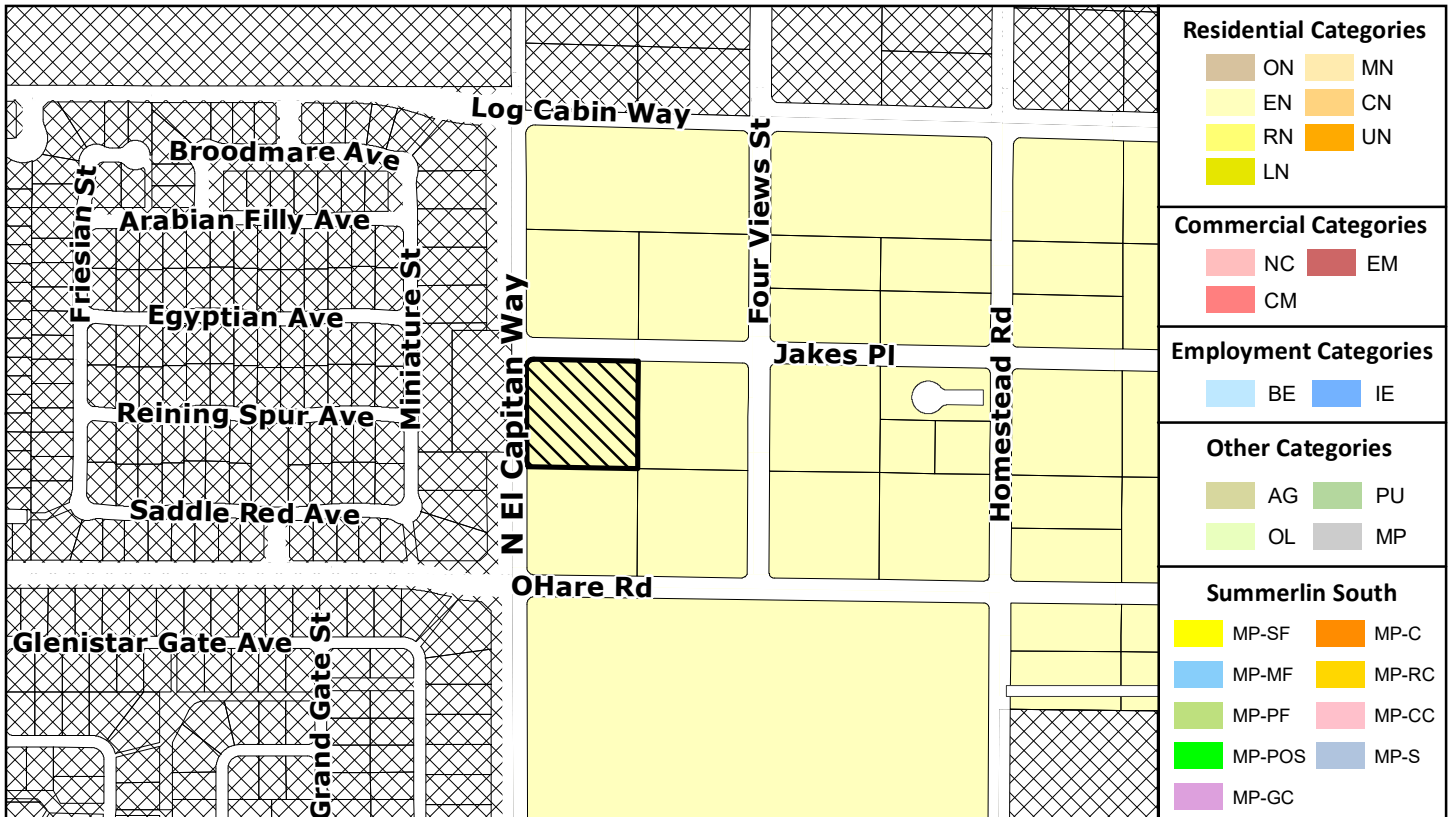 Log Cabin Way
Broodmare Ave
Friesian St
Arabian Filly Ave
Four Views St
Miniature St
Egyptian Ave
N El Capitan Way
Homestead Rd
Jakes Pl
Reining Spur Ave
Saddle Red Ave
OHare Rd
Glenistar Gate Ave
Grand Gate St
Residential Categories
ON MN
EN CN
RN UN
LN
Commercial Categories
NC EM
CM
Employment Categories
BE IE
Other Categories
AG PU
OL MP
Summerlin South
MP-SF MP-C
MP-MF MP-RC
MP-PF MP-CC
MP-POS MP-S
MP-GC